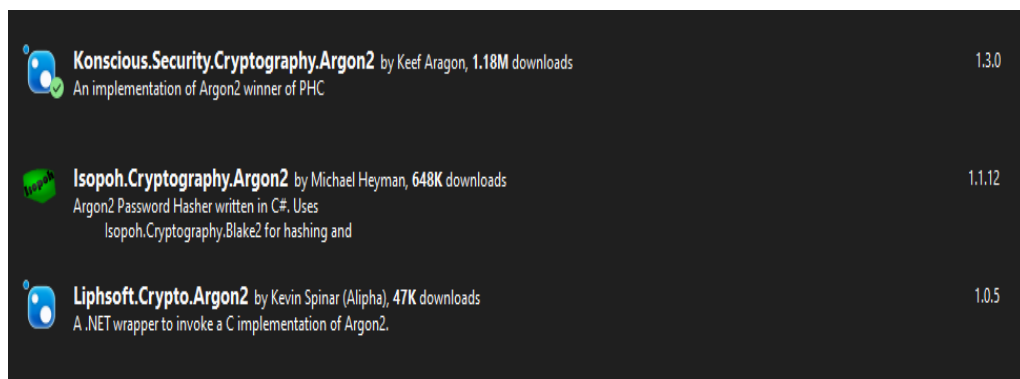 Konscious.Security.Cryptography.Argon2 by Keef Aragon, 1.18M downloads 1.3.0
An implementation of Argon2 winner of PHC
Isopoh
Isopoh.Cryptography.Argon2 by Michael Heyman, 648K downloads 1.1.12
Argon2 Password Hasher written in C#. Uses
Isopoh.Cryptography.Blake2 for hashing and
Liphsoft.Crypto.Argon2 by Kevin Spinar (Alipha), 47K downloads 1.0.5
A .NET wrapper to invoke a C implementation of Argon2.